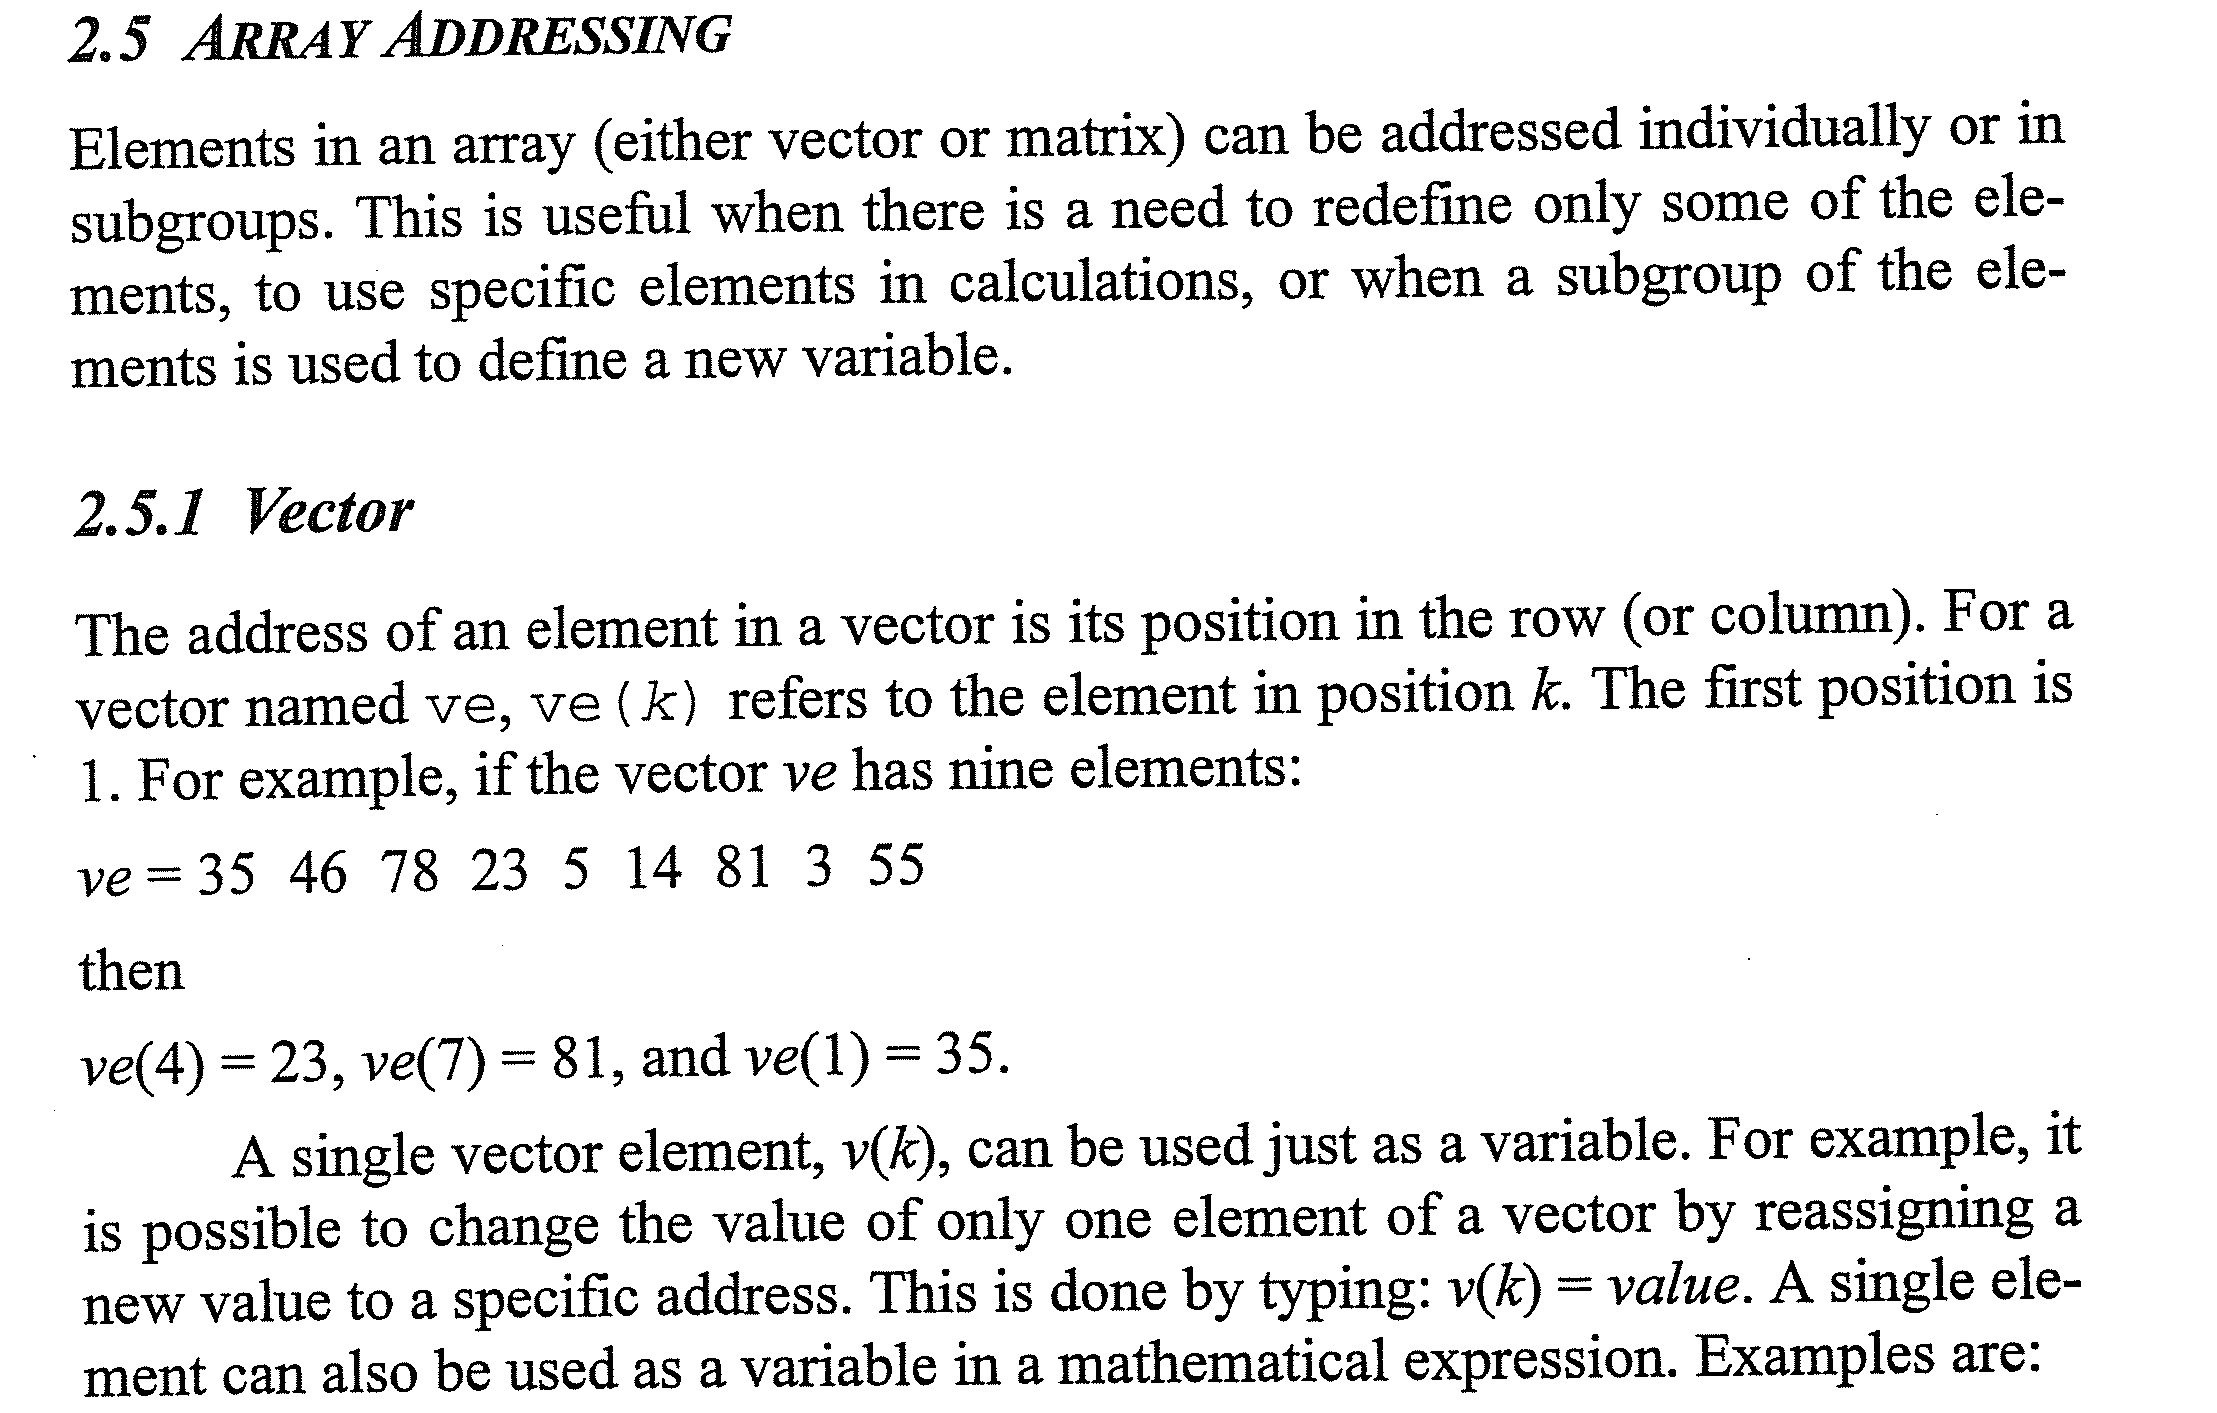 2.5 ARRAY ADDRESSING
Elements in an array (either vector or matrix) can be addressed individually or in
subgroups. This is useful when there is a need to redefine only some of the ele-
ments, to use specific elements in calculations, or when a subgroup of the ele-
ments is used to define a new variable.
2.5.1 Vector
The address of an element in a vector is its position in the row (or column). For a
vector named ve, ve(k) refers to the element in position k. The first position is
1. For example, if the vector ve has nine elements:
ve = 35 46 78 23 5 14 81 3 55
then
ve(4) = 23, ve(7) = 81, and ve(1) = 35.
A single vector element, v(k), can be used just as a variable. For example, it
is possible to change the value of only one element of a vector by reassigning a
new value to a specific address. This is done by typing: v(k) = value. A single ele-
ment can also be used as a variable in a mathematical expression. Examples are: